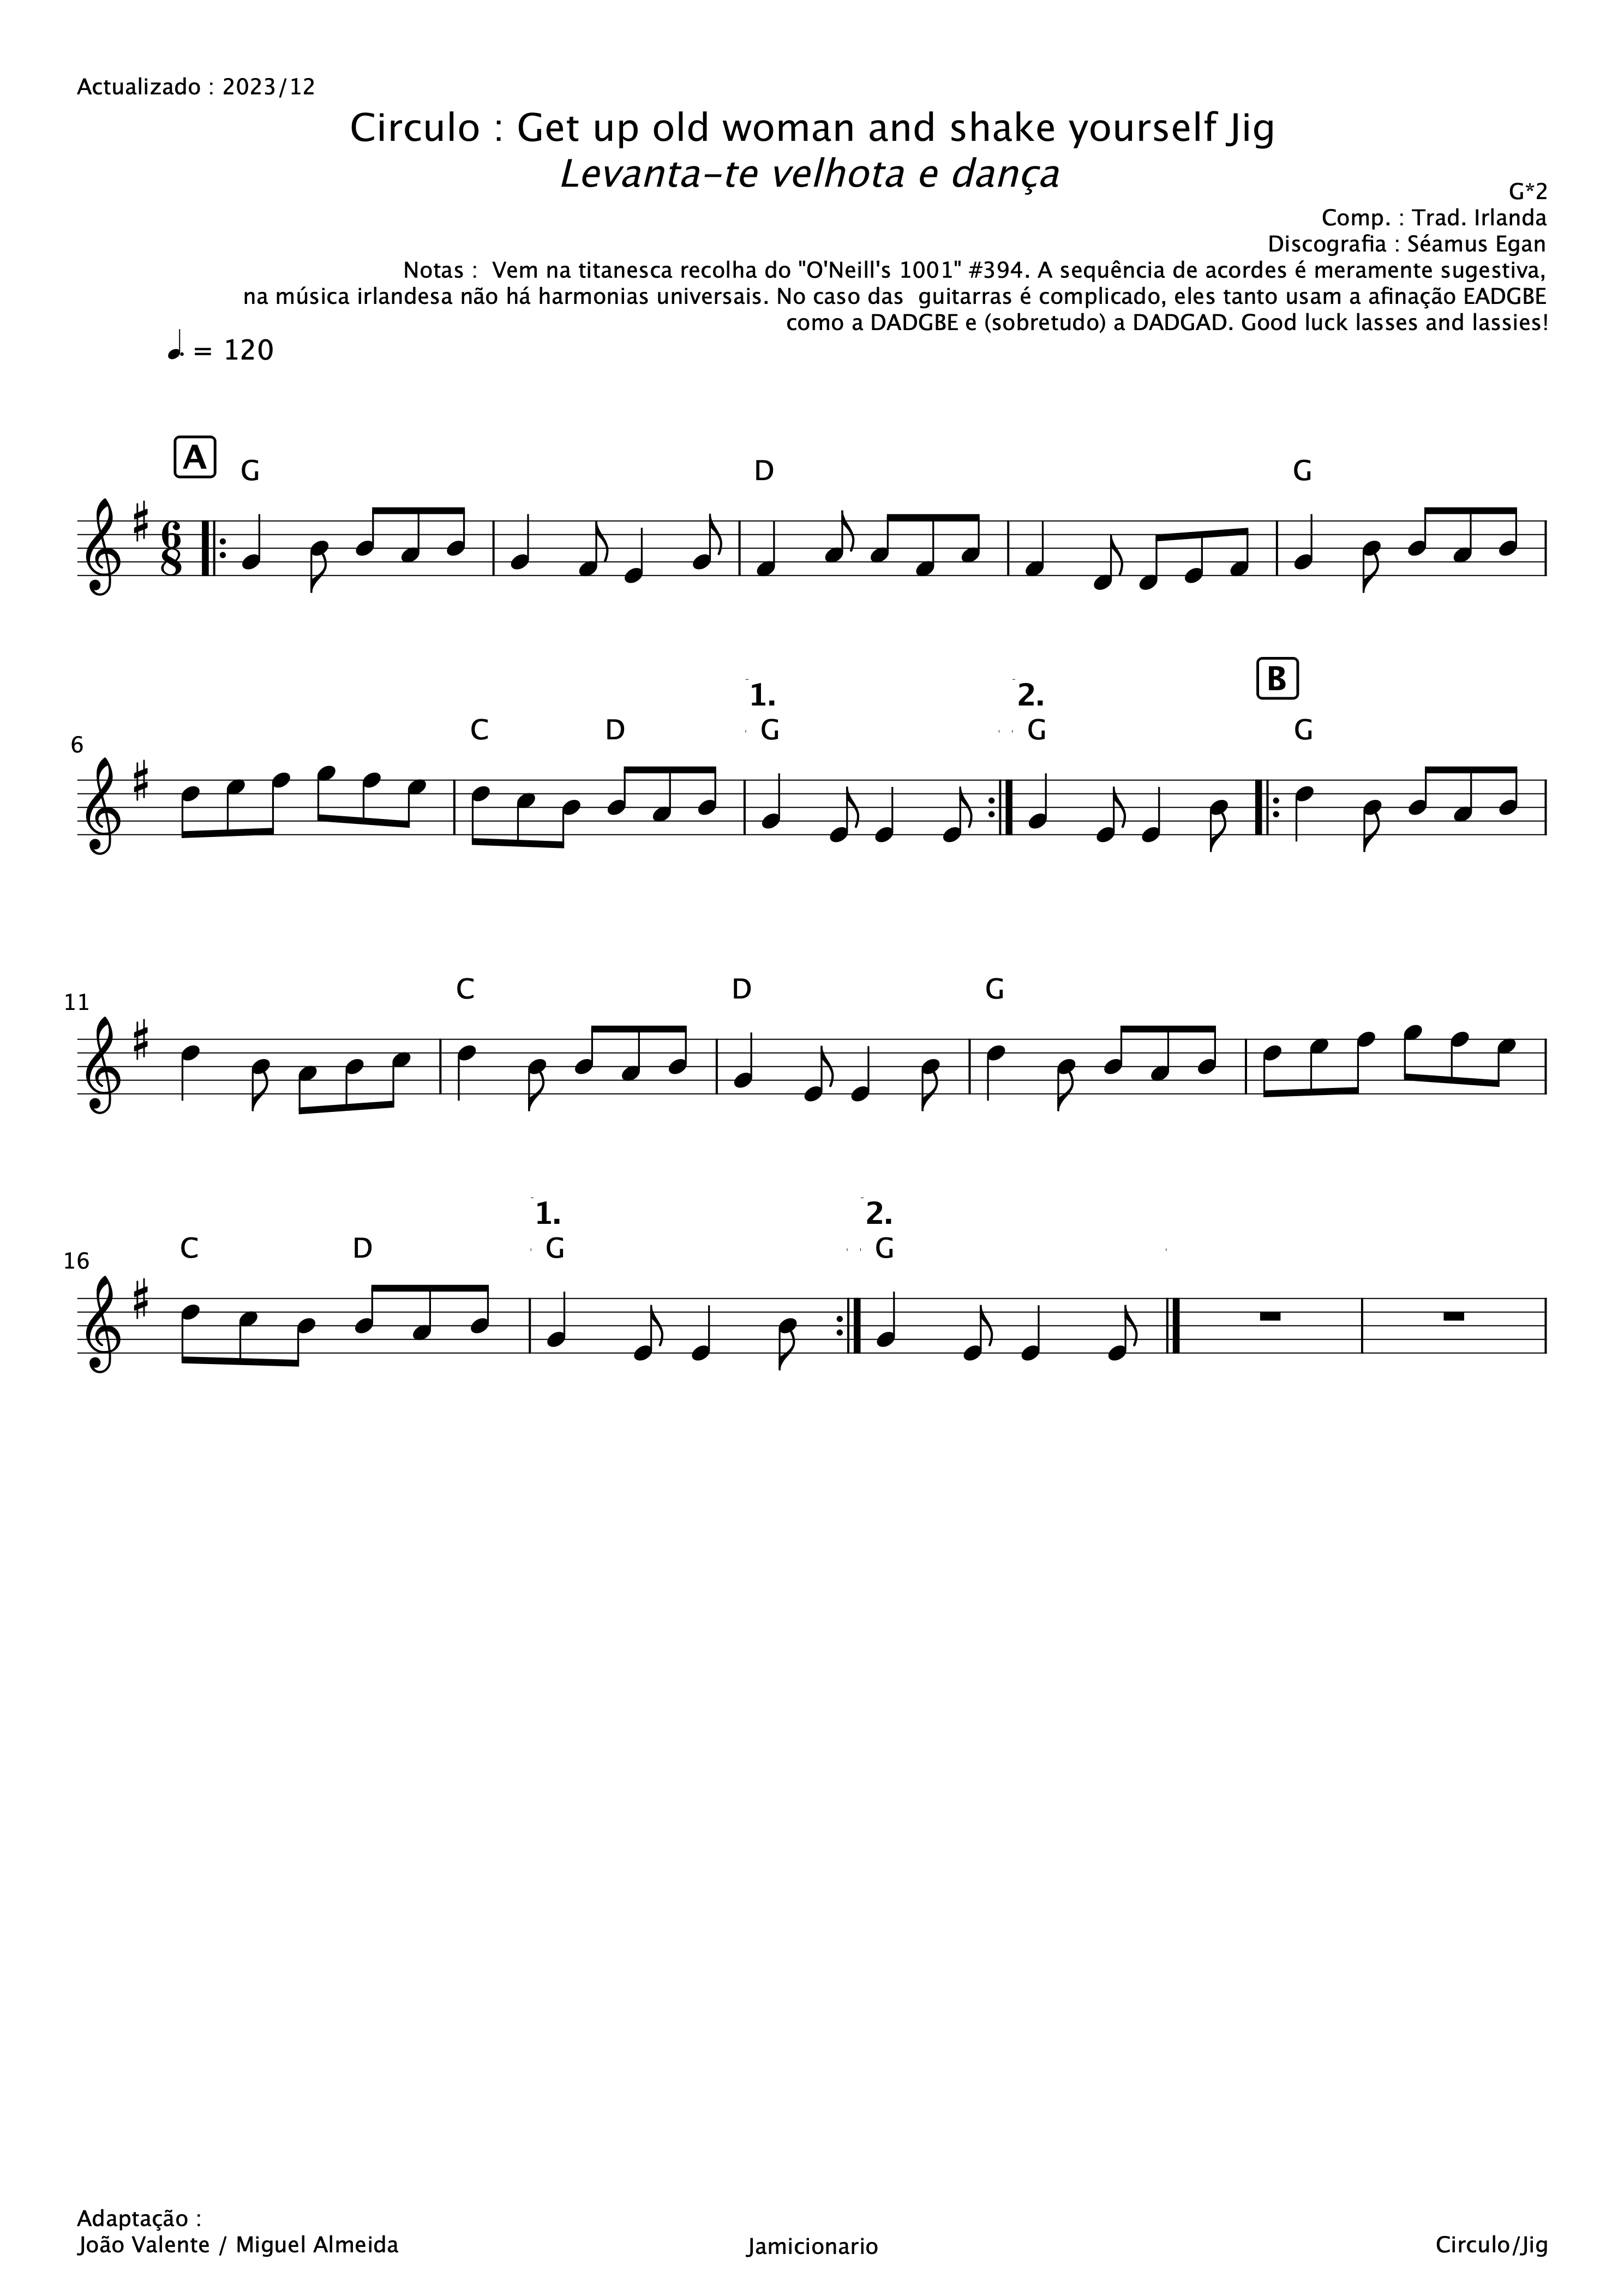 Actualizado : 2023/12
Circulo : Get up old woman and shake yourself Jig
Levanta-te velhota e dança
G*2
Comp. : Trad. Irlanda
Discografia : Séamus Egan
Notas :  Vem na titanesca recolha do "O'Neill's 1001" #394. A sequência de acordes é meramente sugestiva,
na música irlandesa não há harmonias universais. No caso das  guitarras é complicado, eles tanto usam a afinação EADGBE
como a DADGBE e (sobretudo) a DADGAD. Good luck lasses and lassies!
= 120
A
G D G
6 8
1. 2. B
6 C D G G G
11 C D G
1. 2.
16 C D G G
Adaptação :
João Valente / Miguel Almeida
Jamicionario
Circulo/Jig